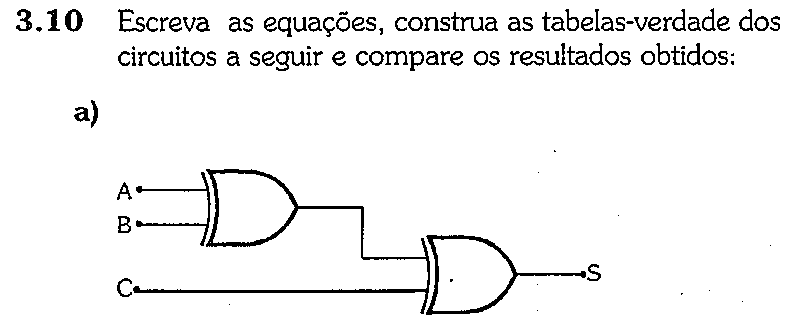 3.10 Escreva as equações, construa as tabelas-verdade dos
circuitos a seguir e compare os resultados obtidos:
a)
A
B
C
S